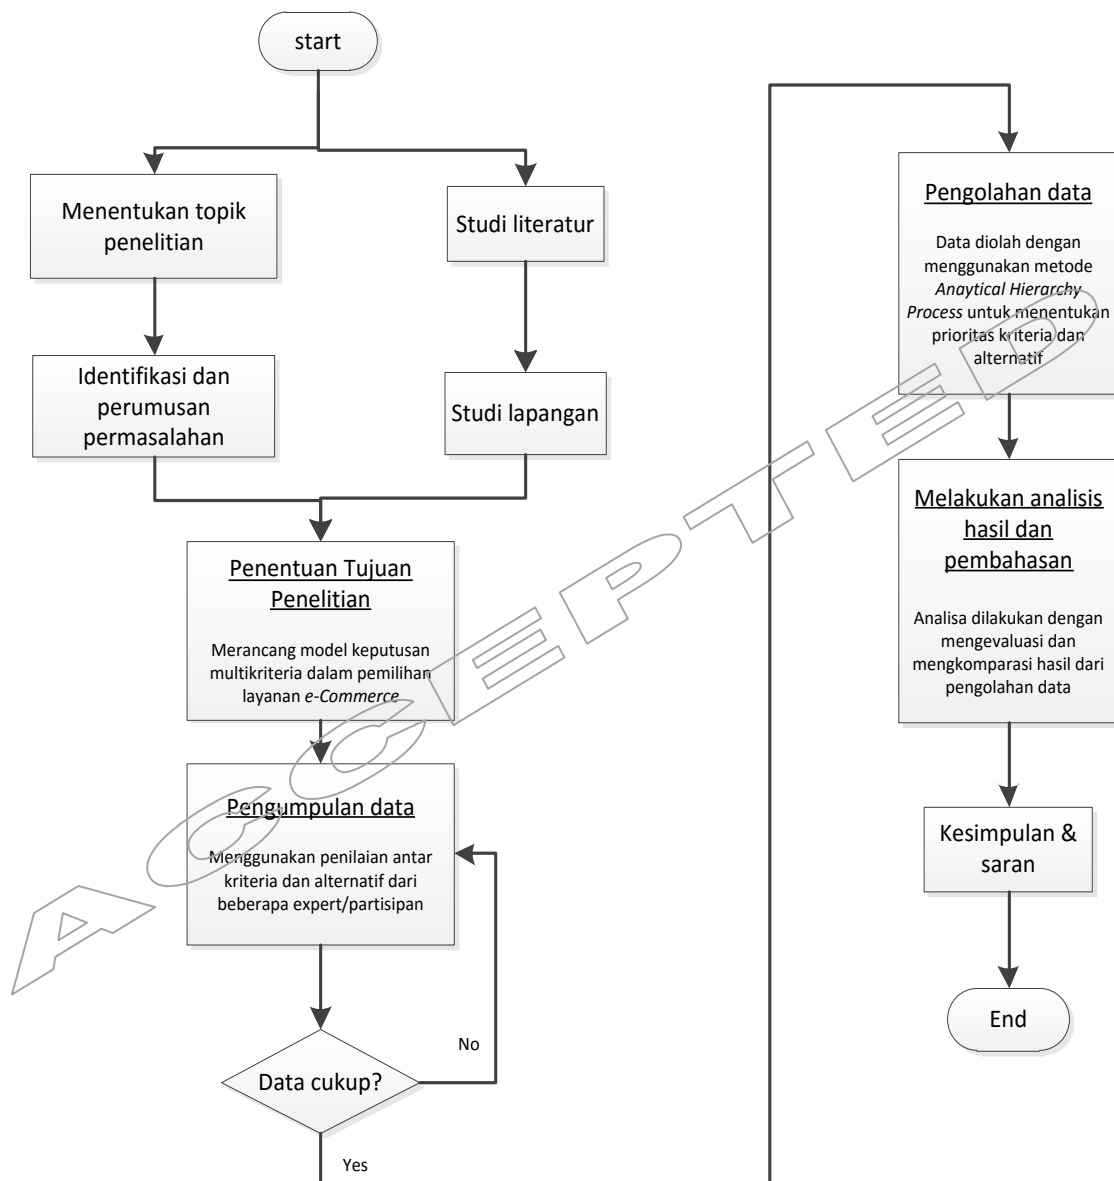 start
Menentukan topik
penelitian
Studi literatur
Identifikasi dan
perumusan
permasalahan
Studi lapangan
Penentuan Tujuan
Penelitian
Merancang model keputusan
multikriteria dalam pemilihan
layanan e-Commerce
Pengumpulan data
Menggunakan penilaian antar
kriteria dan alternatif dari
beberapa expert/partisipan
Data cukup?
No
Yes
Pengolahan data
Data diolah dengan
menggunakan metode
Anaytical Hierarchy
Process untuk menentukan
prioritas kriteria dan
alternatif
Melakukan analisis
hasil dan
pembahasan
Analisa dilakukan dengan
mengevaluasi dan
mengkomparasi hasil dari
pengolahan data
Kesimpulan &
saran
End
ACCEPTED